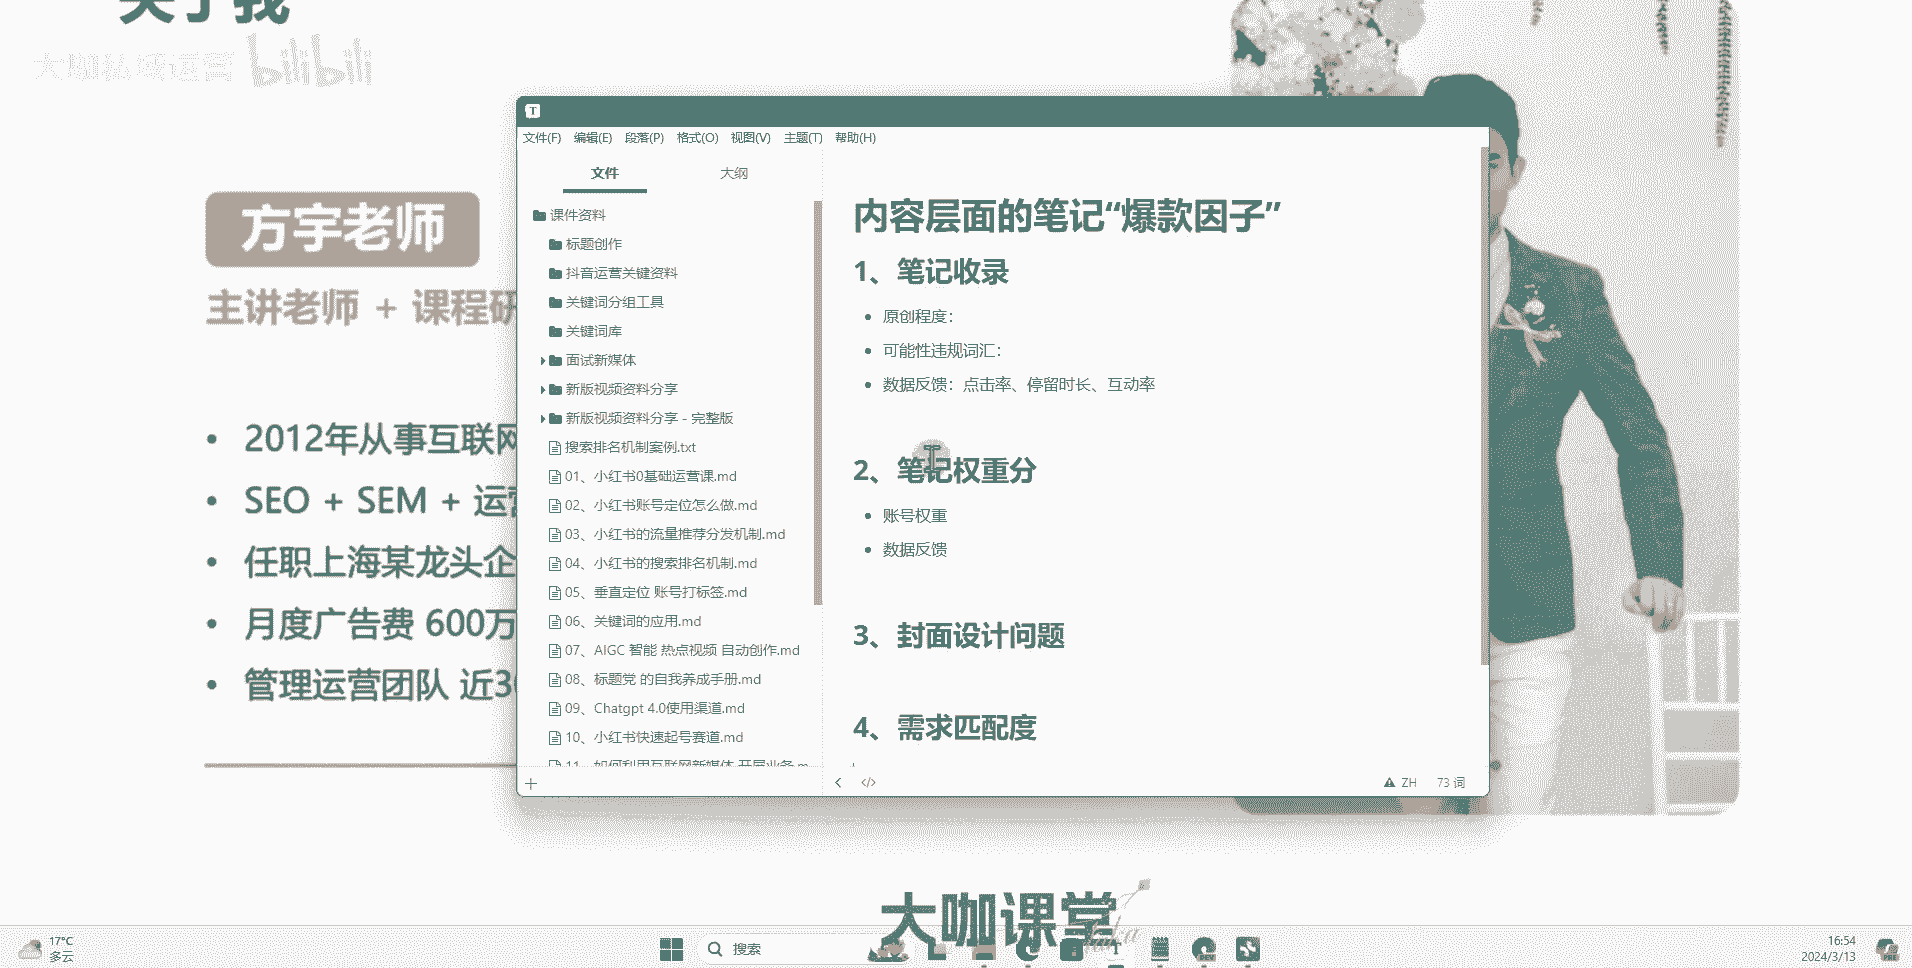 关于我
大咖私域运营 bilibili
方宇老师
主讲老师 + 课程研
2012年从事互联网
SEO + SEM + 运营
任职上海某龙头企
月度广告费 600万
管理运营团队 近30
T
文件(F) 编辑(E) 段落(P) 格式(O) 视图(V) 主题(T) 帮助(H)
文件 大纲
课件资料
标题创作
抖音运营关键资料
关键词分组工具
关键词库
面试新媒体
新版视频资料分享
新版视频资料分享 - 完整版
搜索排名机制案例.txt
01、小红书0基础运营课.md
02、小红书账号定位怎么做.md
03、小红书的流量推荐分发机制.md
04、小红书的搜索排名机制.md
05、垂直定位 账号打标签.md
06、关键词的应用.md
07、AIGC 智能 热点视频 自动创作.md
08、标题党 的自我养成手册.md
09、Chatgpt 4.0使用渠道.md
10、小红书快速起号赛道.md
11、如何利用互联网新媒体 开展业务.m
内容层面的笔记“爆款因子”
1、笔记收录
原创程度：
可能性违规词汇：
数据反馈：点击率、停留时长、互动率
2、笔记权重分
账号权重
数据反馈
3、封面设计问题
4、需求匹配度
ZH 73 词
大咖课堂
17°C
多云
搜索
16:54
2024/3/13